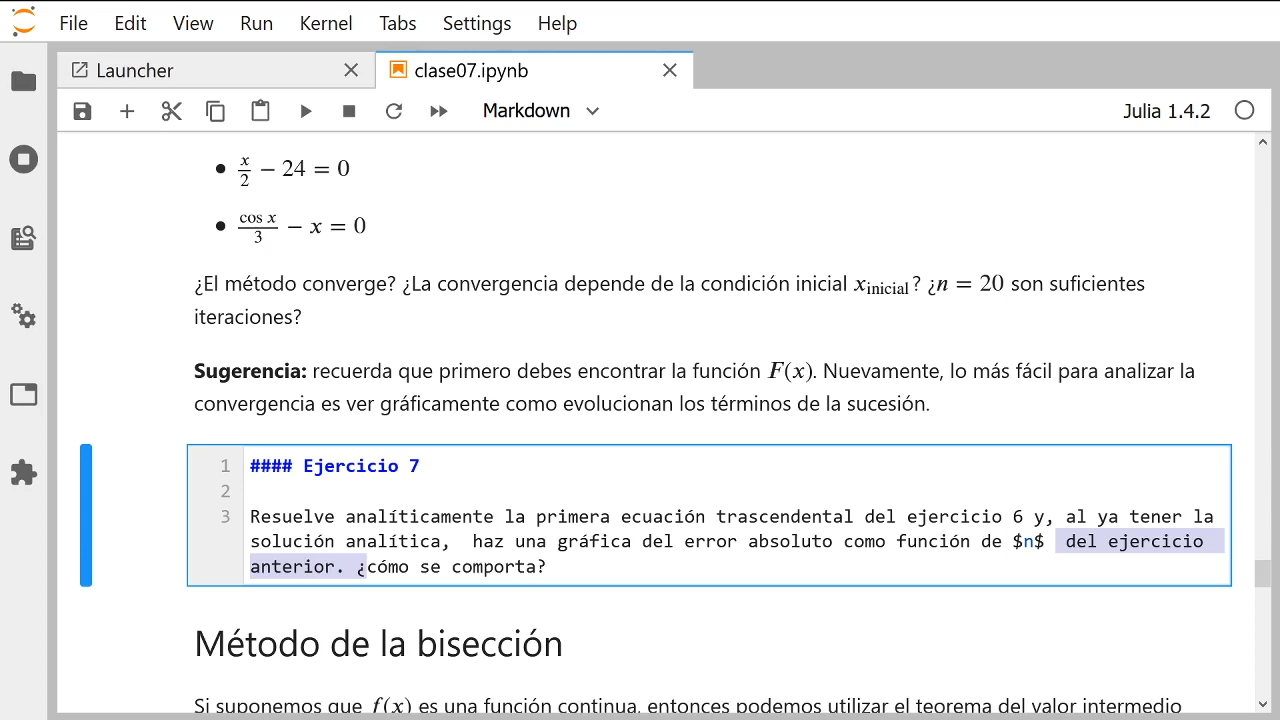 File Edit View Run Kernel Tabs Settings Help
Launcher
clase07.ipynb
Markdown
Julia 1.4.2
• x/2 − 24 = 0
• cos x/3 − x = 0
¿El método converge? ¿La convergencia depende de la condición inicial x_inicial? ¿n = 20 son suficientes
iteraciones?
Sugerencia: recuerda que primero debes encontrar la función F(x). Nuevamente, lo más fácil para analizar la
convergencia es ver gráficamente como evolucionan los términos de la sucesión.
1 #### Ejercicio 7
2
3 Resuelve analíticamente la primera ecuación trascendental del ejercicio 6 y, al ya tener la
solución analítica,  haz una gráfica del error absoluto como función de $n$  del ejercicio
anterior. ¿cómo se comporta?
Método de la bisección
Si suponemos que f(x) es una función continua, entonces podemos utilizar el teorema del valor intermedio